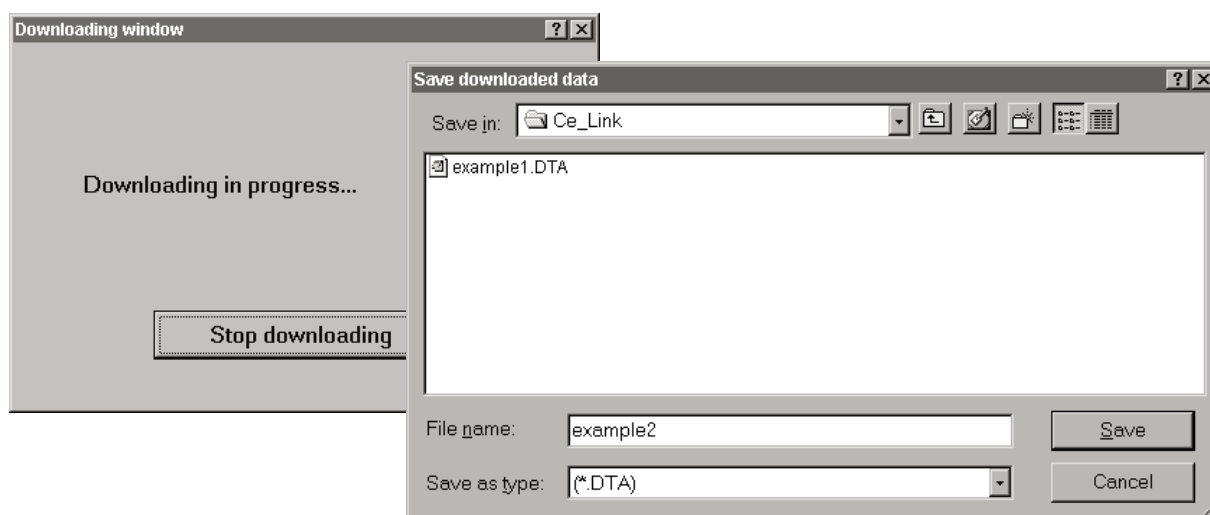 Downloading window
Downloading in progress...
Stop downloading
Save downloaded data
Save in: Ce_Link
example1.DTA
File name: example2
Save
Save as type: (*.DTA)
Cancel